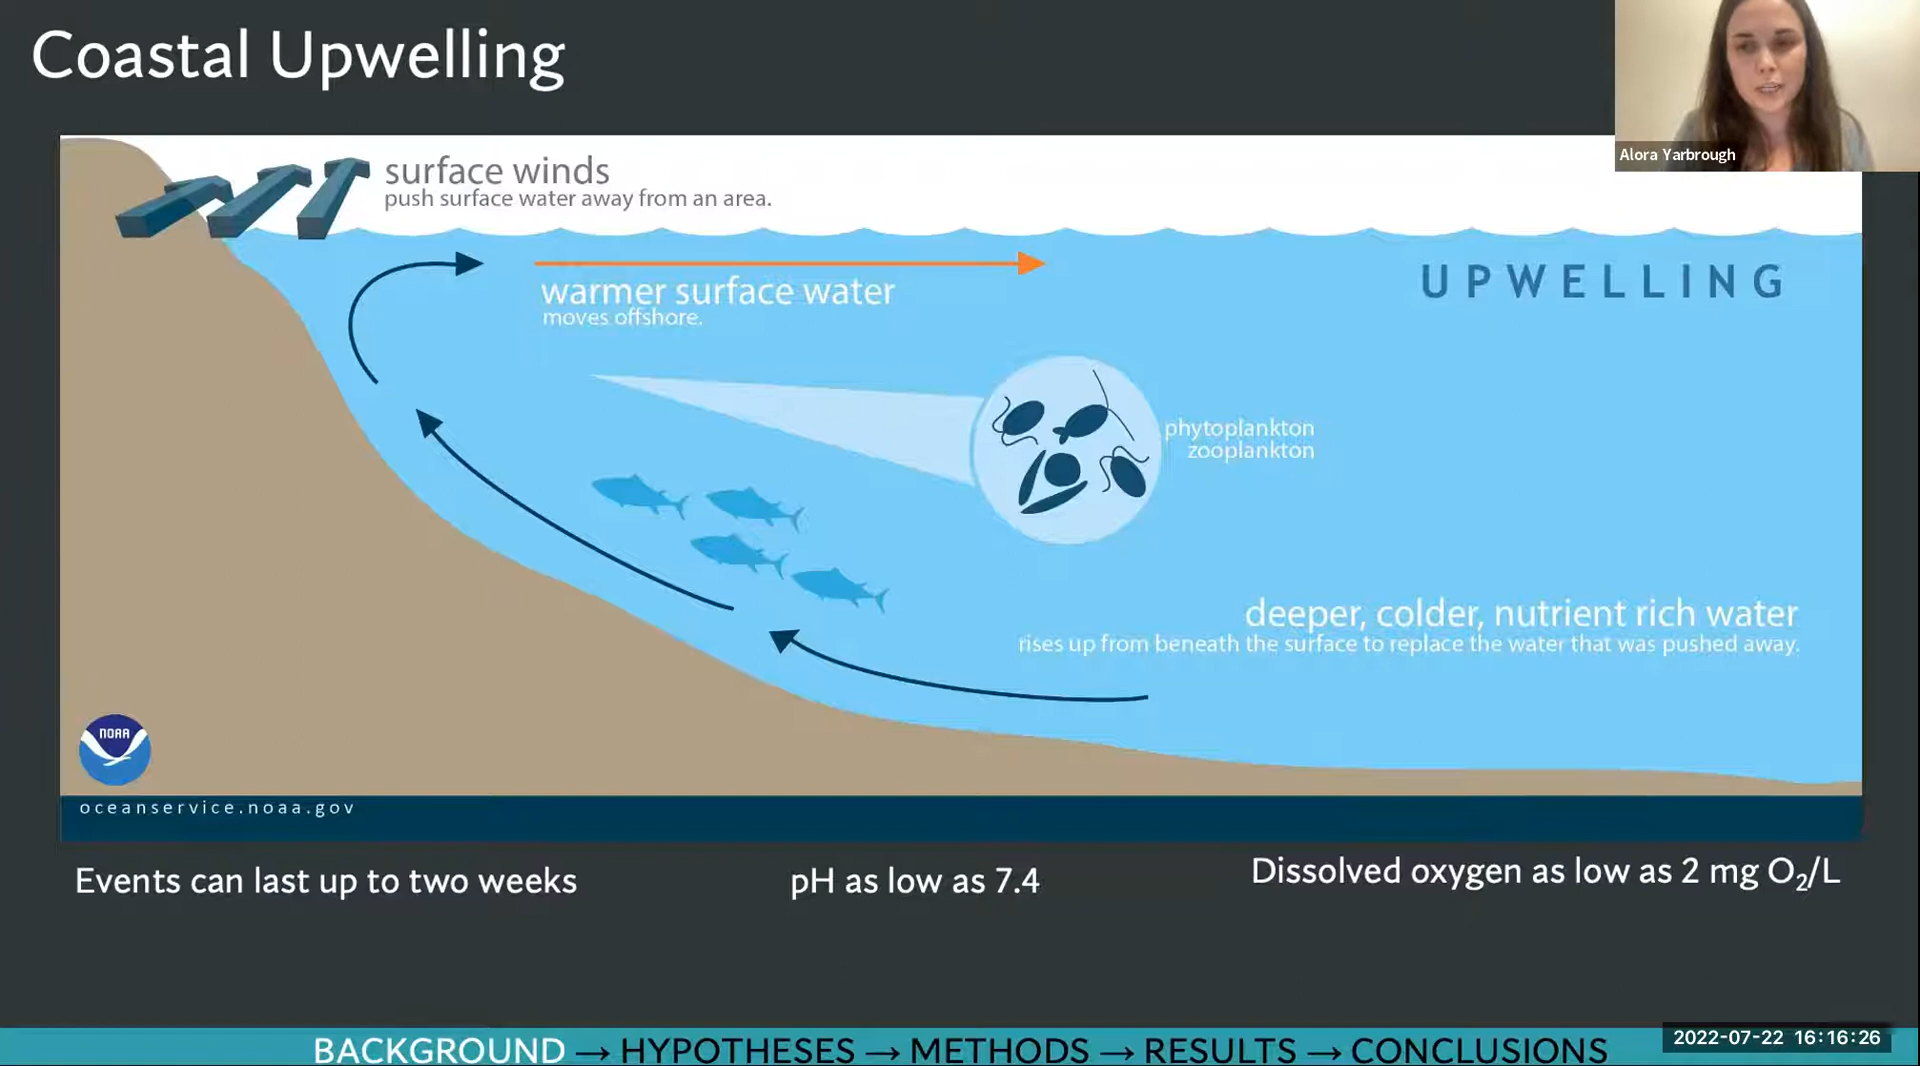 Coastal Upwelling
Alora Yarbrough
surface winds
push surface water away from an area.
warmer surface water
moves offshore.
UPWELLING
phytoplankton
zooplankton
deeper, colder, nutrient rich water
rises up from beneath the surface to replace the water that was pushed away.
NOAA
oceanservice.noaa.gov
Events can last up to two weeks
pH as low as 7.4
Dissolved oxygen as low as 2 mg O₂/L
BACKGROUND → HYPOTHESES → METHODS → RESULTS → CONCLUSIONS
2022-07-22 16:16:26